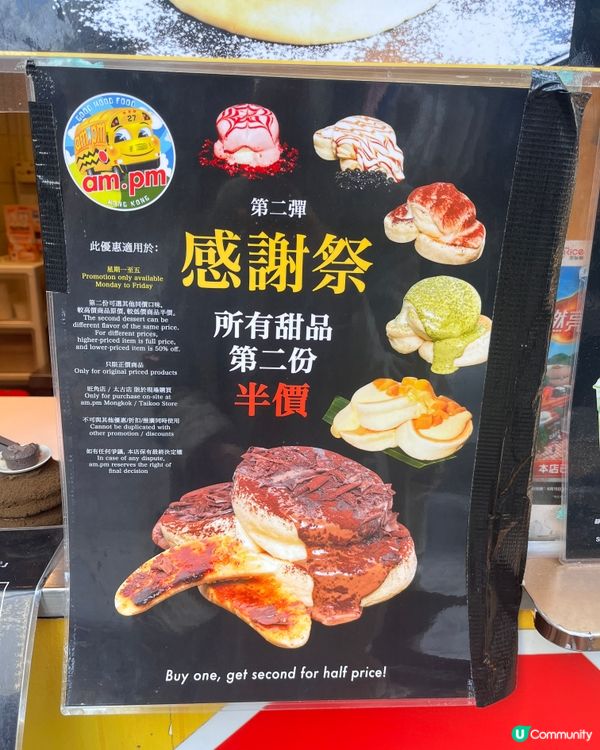 GOOD MOOD FOOD
27
am.pm
am.pm
HONG KONG
第二彈
感謝祭
所有甜品
第二份
半價
此優惠適用於：
星期一至五
Promotion only available
Monday to Friday
第二份可選其他同價口味，
較高價商品原價，較低價商品半價。
The second dessert can be
different flavor of the same price.
For different prices,
higher-priced item is full price,
and lower-priced item is 50% off.
只限正價商品
Only for original priced products
旺角店 / 太古店 限於現場購買
Only for purchase on-site at
am.pm Mongkok / Taikoo Store
不可與其他優惠/折扣/推廣同時使用
Cannot be duplicated with
other promotion / discounts
如有任何爭議，本店保有最終決定權
In case of any dispute,
am.pm reserves the right of
final decision
Buy one, get second for half price!
Rice
本店
U Community